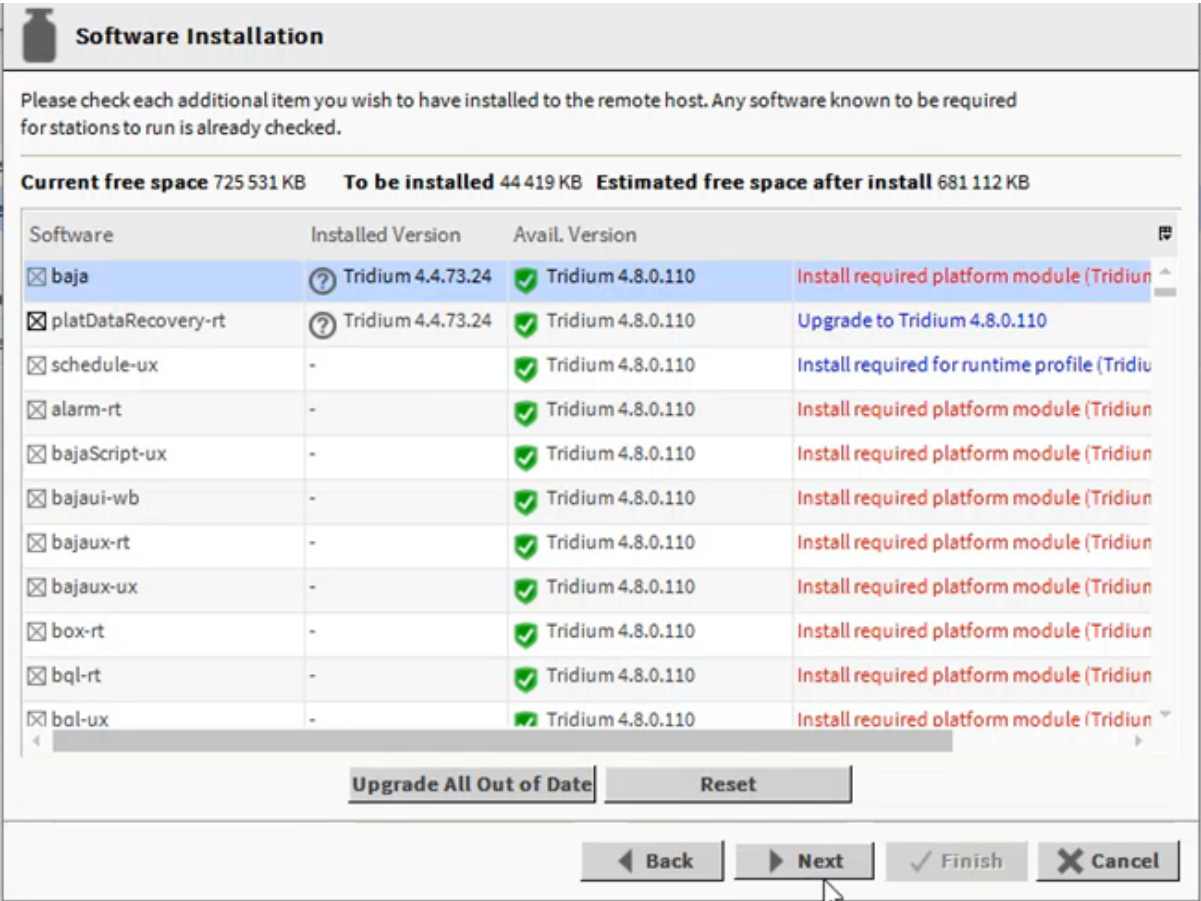 Software Installation
Please check each additional item you wish to have installed to the remote host. Any software known to be required
for stations to run is already checked.
Current free space 725 531 KB To be installed 44 419 KB Estimated free space after install 681 112 KB
Software Installed Version Avail. Version
baja Tridium 4.4.73.24 Tridium 4.8.0.110 Install required platform module (Tridium
platDataRecovery-rt Tridium 4.4.73.24 Tridium 4.8.0.110 Upgrade to Tridium 4.8.0.110
schedule-ux - Tridium 4.8.0.110 Install required for runtime profile (Tridiu
alarm-rt - Tridium 4.8.0.110 Install required platform module (Tridium
bajaScript-ux - Tridium 4.8.0.110 Install required platform module (Tridium
bajaui-wb - Tridium 4.8.0.110 Install required platform module (Tridium
bajaux-rt - Tridium 4.8.0.110 Install required platform module (Tridium
bajaux-ux - Tridium 4.8.0.110 Install required platform module (Tridium
box-rt - Tridium 4.8.0.110 Install required platform module (Tridium
bql-rt - Tridium 4.8.0.110 Install required platform module (Tridium
bql-ux - Tridium 4.8.0.110 Install required platform module (Tridium
Upgrade All Out of Date Reset
Back Next Finish Cancel